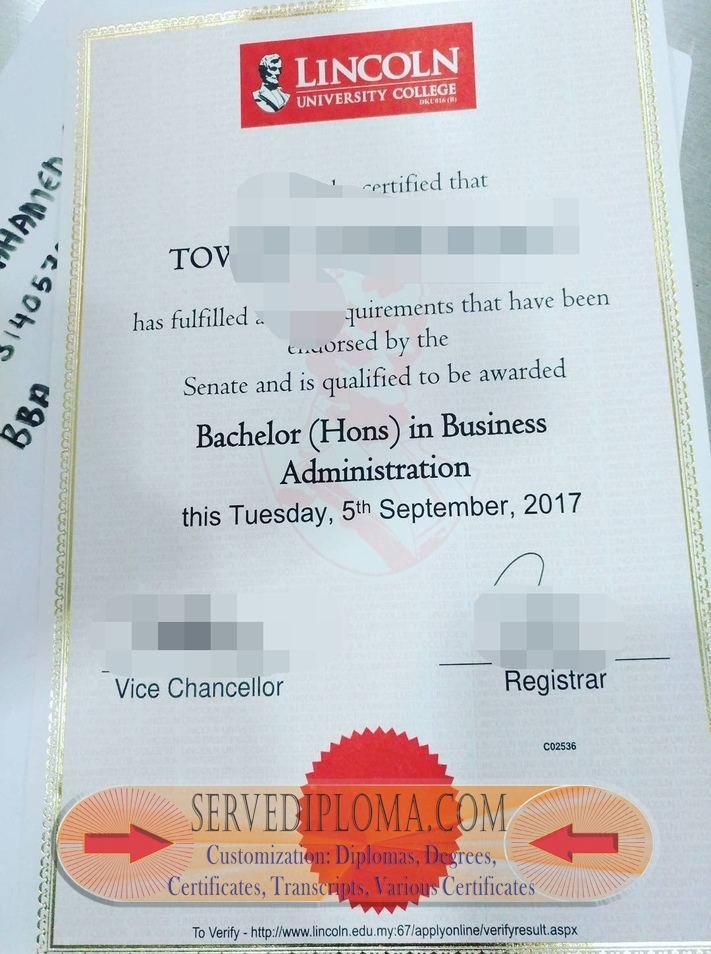 LINCOLN
UNIVERSITY COLLEGE
DKU016 (B)
certified that
TOW
has fulfilled a quirements that have been
endorsed by the
Senate and is qualified to be awarded
Bachelor (Hons) in Business
Administration
this Tuesday, 5th September, 2017
Vice Chancellor
Registrar
C02536
SERVEDIPLOMA.COM
Customization: Diplomas, Degrees,
Certificates, Transcripts, Various Certificates
To Verify - http://www.lincoln.edu.my:67/applyonline/verifyresult.aspx
BBA